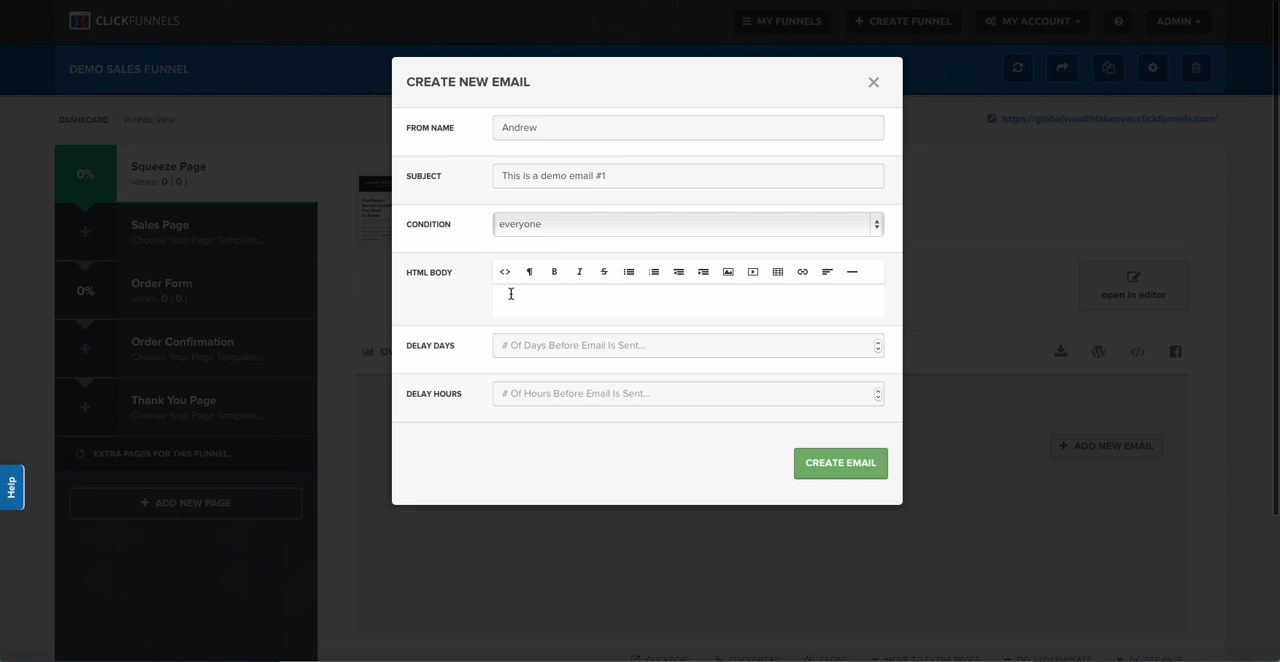 CLICKFUNNELS
MY FUNNELS
CREATE FUNNEL
MY ACCOUNT
ADMIN
DEMO SALES FUNNEL
DASHBOARD / FUNNEL VIEW
https://globalwealthtakeover.clickfunnels.com/
0%
Squeeze Page
views: 0 ( 0 )
Sales Page
Choose Your Page Template...
0%
Order Form
views: 0 ( 0 )
Order Confirmation
Choose Your Page Template...
Thank You Page
Choose Your Page Template...
EXTRA PAGES FOR THIS FUNNEL...
+ ADD NEW PAGE
Help
CREATE NEW EMAIL
FROM NAME
Andrew
SUBJECT
This is a demo email #1
CONDITION
everyone
HTML BODY
DELAY DAYS
# Of Days Before Email Is Sent...
DELAY HOURS
# Of Hours Before Email Is Sent...
CREATE EMAIL
open in editor
+ ADD NEW EMAIL